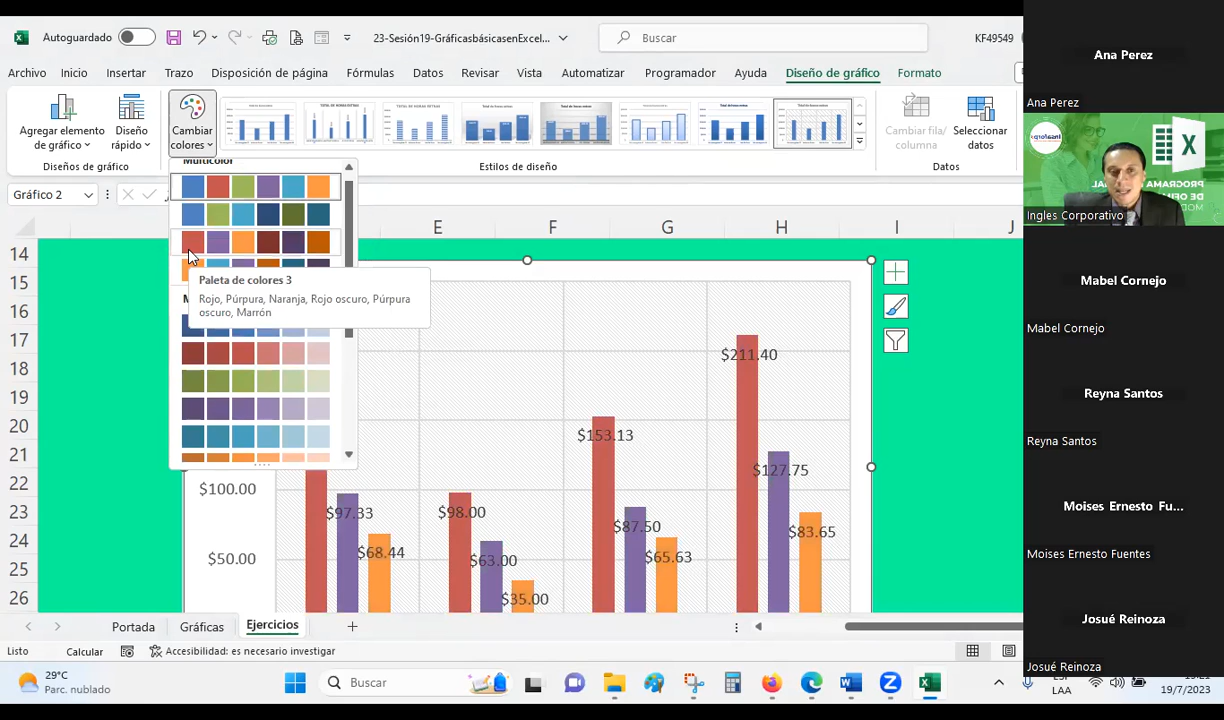 Autoguardado
23-Sesión19-GráficasbásicasenExcel...
Buscar
KF49549
Archivo Inicio Insertar Trazo Disposición de página Fórmulas Datos Revisar Vista Automatizar Programador Ayuda Diseño de gráfico Formato
Agregar elemento de gráfico
Diseño rápido
Cambiar colores
Cambiar fila/ columna
Seleccionar datos
Diseños de gráfico
Estilos de diseño
Datos
Multicolor
Gráfico 2
Paleta de colores 3
Rojo, Púrpura, Naranja, Rojo oscuro, Púrpura
oscuro, Marrón
E F G H I J
14
15
16
17
18
19
20
21
22
23
24
25
26
$211.40
$153.13
$127.75
$100.00
$97.33
$98.00
$87.50
$83.65
$68.44
$63.00
$65.63
$50.00
$35.00
Portada Gráficas Ejercicios
Listo Calcular Accesibilidad: es necesario investigar
29°C
Parc. nublado
Buscar
ESP
LAA
19/7/2023
Ana Perez
Ana Perez
Insaforp
PROGRAMA
Ingles Corporativo
Mabel Cornejo
Mabel Cornejo
Reyna Santos
Reyna Santos
Moises Ernesto Fu...
Moises Ernesto Fuentes
Josué Reinoza
Josué Reinoza